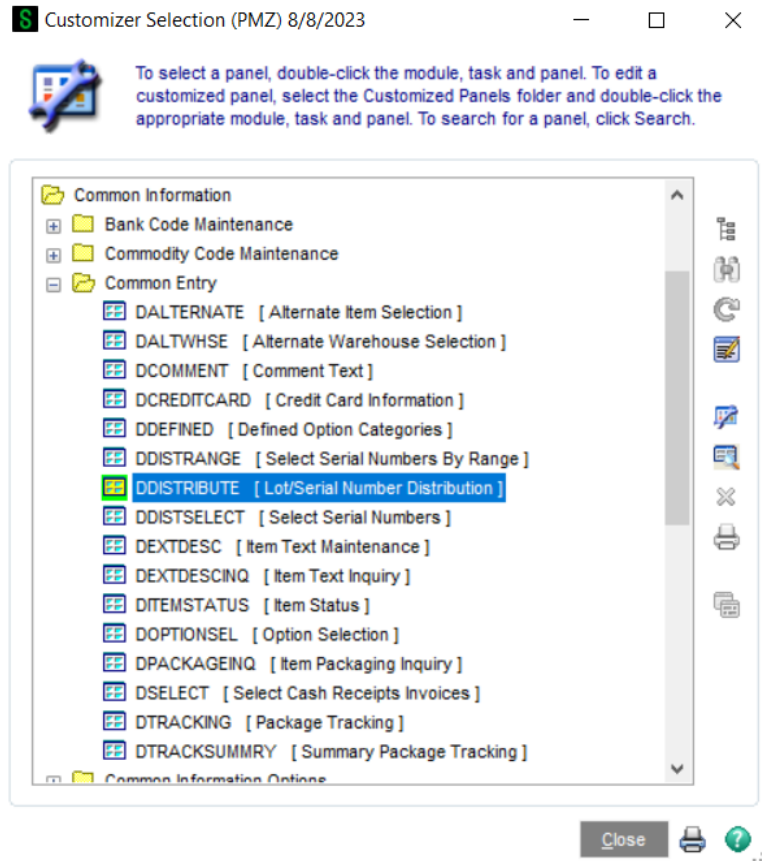 Customizer Selection (PMZ) 8/8/2023
To select a panel, double-click the module, task and panel. To edit a
customized panel, select the Customized Panels folder and double-click the
appropriate module, task and panel. To search for a panel, click Search.
Common Information
Bank Code Maintenance
Commodity Code Maintenance
Common Entry
DALTERNATE [ Alternate Item Selection ]
DALTWHSE [ Alternate Warehouse Selection ]
DCOMMENT [ Comment Text ]
DCREDITCARD [ Credit Card Information ]
DDEFINED [ Defined Option Categories ]
DDISTRANGE [ Select Serial Numbers By Range ]
DDISTRIBUTE [ Lot/Serial Number Distribution ]
DDISTSELECT [ Select Serial Numbers ]
DEXTDESC [ Item Text Maintenance ]
DEXTDESCINQ [ Item Text Inquiry ]
DITEMSTATUS [ Item Status ]
DOPTIONSEL [ Option Selection ]
DPACKAGEINQ [ Item Packaging Inquiry ]
DSELECT [ Select Cash Receipts Invoices ]
DTRACKING [ Package Tracking ]
DTRACKSUMMRY [ Summary Package Tracking ]
Common Information Options
Close